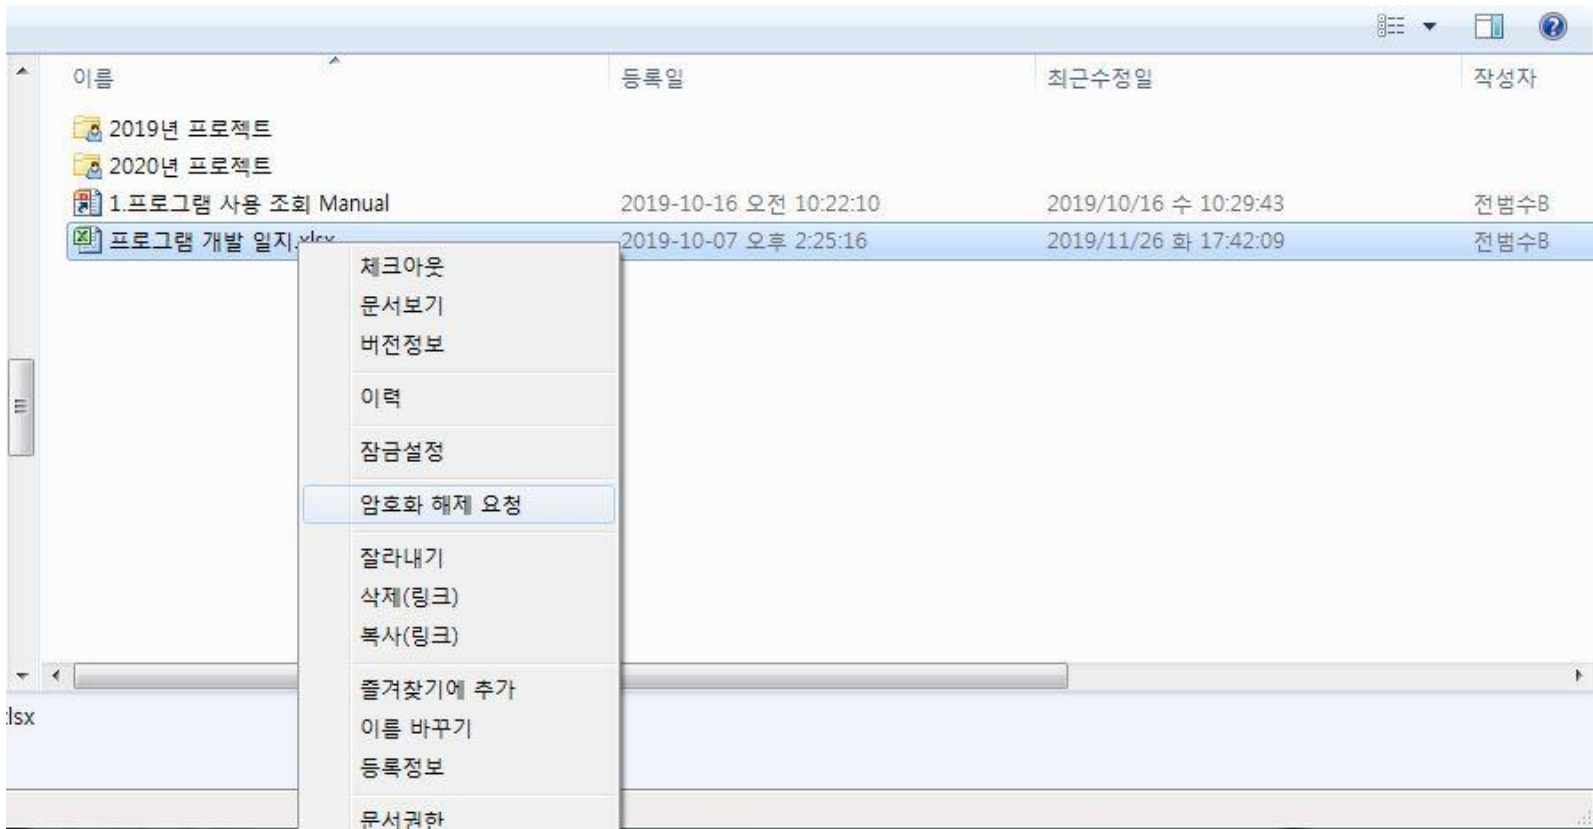 이름 등록일 최근수정일 작성자
2019년 프로젝트
2020년 프로젝트
1.프로그램 사용 조회 Manual 2019-10-16 오전 10:22:10 2019/10/16 수 10:29:43 전범수B
프로그램 개발 일지.xlsx 2019-10-07 오후 2:25:16 2019/11/26 화 17:42:09 전범수B
체크아웃
문서보기
버전정보
이력
잠금설정
암호화 해제 요청
잘라내기
삭제(링크)
복사(링크)
즐겨찾기에 추가
lsx
이름 바꾸기
등록정보
문서권한